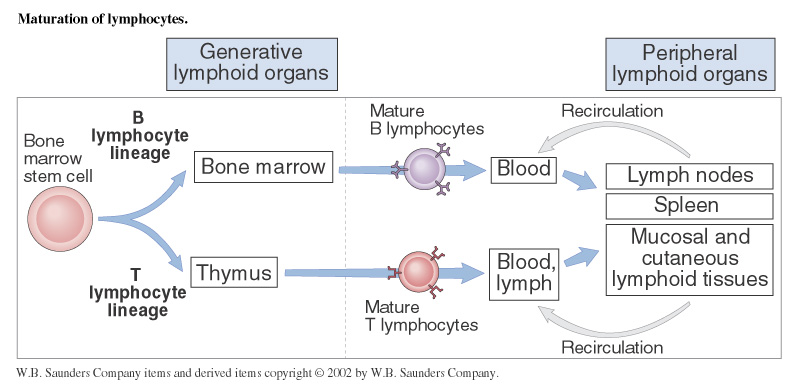 Maturation of lymphocytes.
Generative
lymphoid organs
Peripheral
lymphoid organs
Bone
marrow
stem cell
B
lymphocyte
lineage
Bone marrow
Mature
B lymphocytes
Blood
Recirculation
Lymph nodes
Spleen
Mucosal and
cutaneous
lymphoid tissues
T
lymphocyte
lineage
Thymus
Mature
T lymphocytes
Blood,
lymph
Recirculation
W.B. Saunders Company items and derived items copyright © 2002 by W.B. Saunders Company.